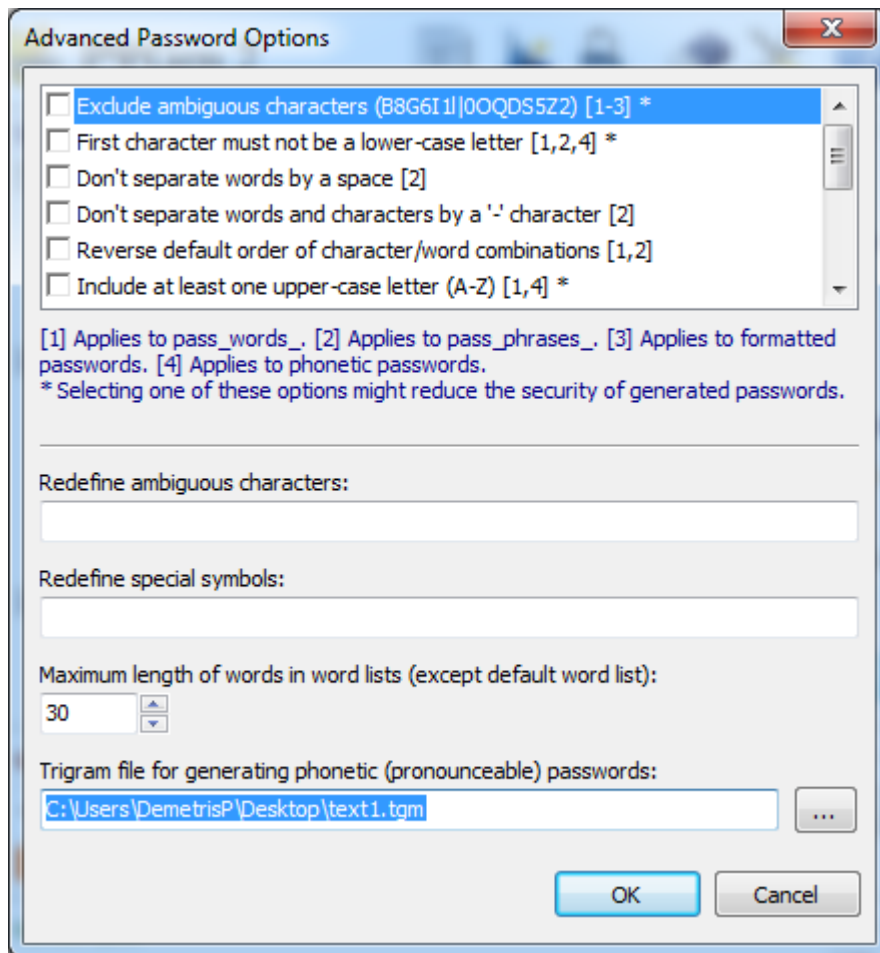 Advanced Password Options
Exclude ambiguous characters (B8G6I1l|0OQDS5Z2) [1-3] *
First character must not be a lower-case letter [1,2,4] *
Don't separate words by a space [2]
Don't separate words and characters by a '-' character [2]
Reverse default order of character/word combinations [1,2]
Include at least one upper-case letter (A-Z) [1,4] *
[1] Applies to pass_words_. [2] Applies to pass_phrases_. [3] Applies to formatted
passwords. [4] Applies to phonetic passwords.
* Selecting one of these options might reduce the security of generated passwords.
Redefine ambiguous characters:
Redefine special symbols:
Maximum length of words in word lists (except default word list):
30
Trigram file for generating phonetic (pronounceable) passwords:
C:\Users\DemetrisP\Desktop\text1.tgm
...
OK
Cancel